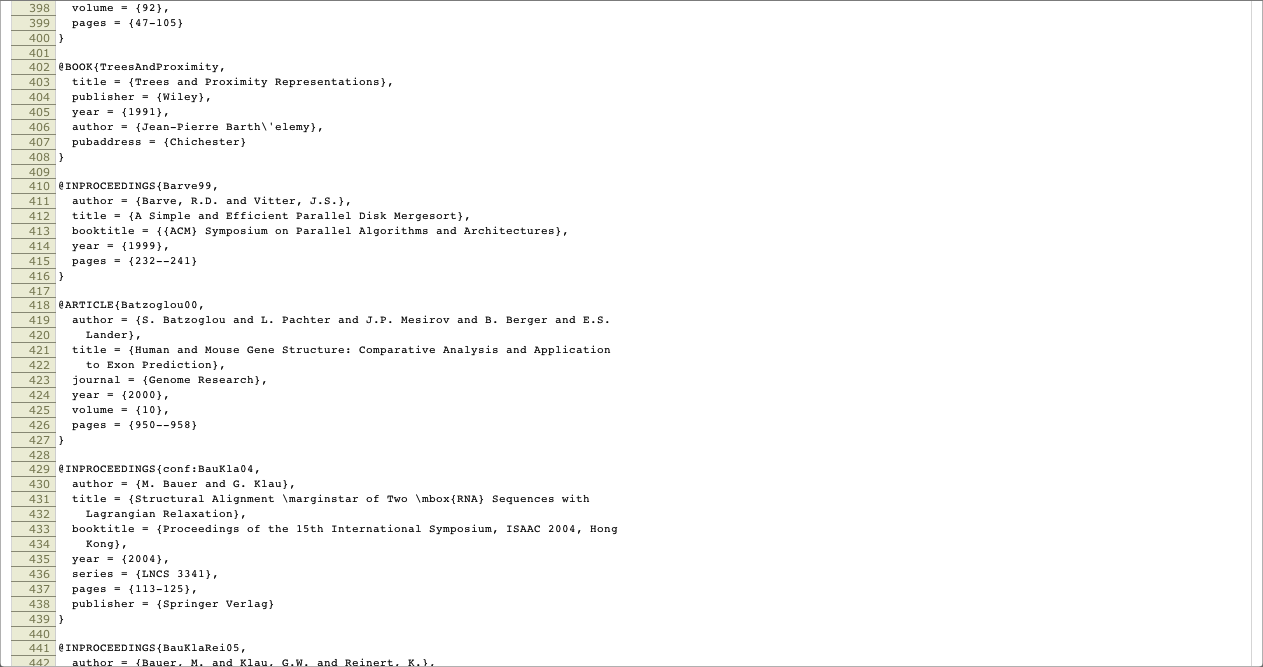 398 volume = {92},
399 pages = {47-105}
400 }
401
402 @BOOK{TreesAndProximity,
403 title = {Trees and Proximity Representations},
404 publisher = {Wiley},
405 year = {1991},
406 author = {Jean-Pierre Barth\'elemy},
407 pubaddress = {Chichester}
408 }
409
410 @INPROCEEDINGS{Barve99,
411 author = {Barve, R.D. and Vitter, J.S.},
412 title = {A Simple and Efficient Parallel Disk Mergesort},
413 booktitle = {{ACM} Symposium on Parallel Algorithms and Architectures},
414 year = {1999},
415 pages = {232--241}
416 }
417
418 @ARTICLE{Batzoglou00,
419 author = {S. Batzoglou and L. Pachter and J.P. Mesirov and B. Berger and E.S.
420 Lander},
421 title = {Human and Mouse Gene Structure: Comparative Analysis and Application
422 to Exon Prediction},
423 journal = {Genome Research},
424 year = {2000},
425 volume = {10},
426 pages = {950--958}
427 }
428
429 @INPROCEEDINGS{conf:BauKla04,
430 author = {M. Bauer and G. Klau},
431 title = {Structural Alignment \marginstar of Two \mbox{RNA} Sequences with
432 Lagrangian Relaxation},
433 booktitle = {Proceedings of the 15th International Symposium, ISAAC 2004, Hong
434 Kong},
435 year = {2004},
436 series = {LNCS 3341},
437 pages = {113-125},
438 publisher = {Springer Verlag}
439 }
440
441 @INPROCEEDINGS{BauKlaRei05,
442 author = {Bauer, M. and Klau, G.W. and Reinert, K.},